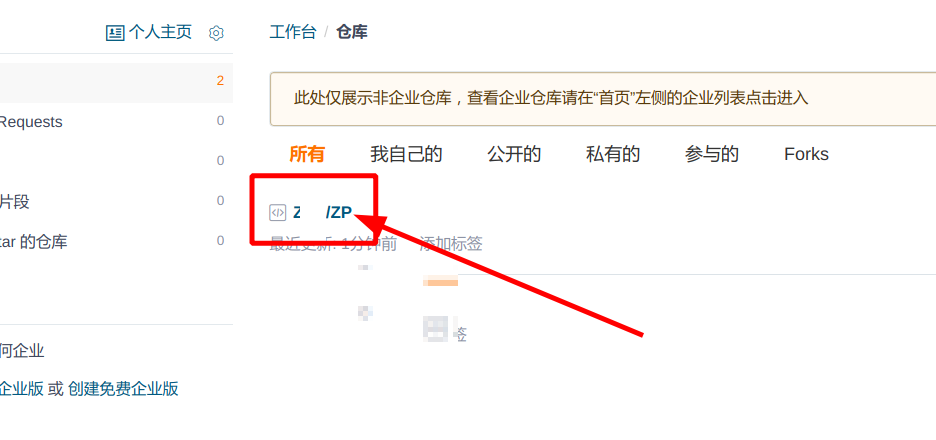 个人主页
2
Requests 0
0
片段 0
tar 的仓库 0
何企业
企业版 或 创建免费企业版
工作台 / 仓库
此处仅展示非企业仓库，查看企业仓库请在“首页”左侧的企业列表点击进入
所有 我自己的 公开的 私有的 参与的 Forks
Z /ZP
最近更新: 1分钟前 添加标签
签